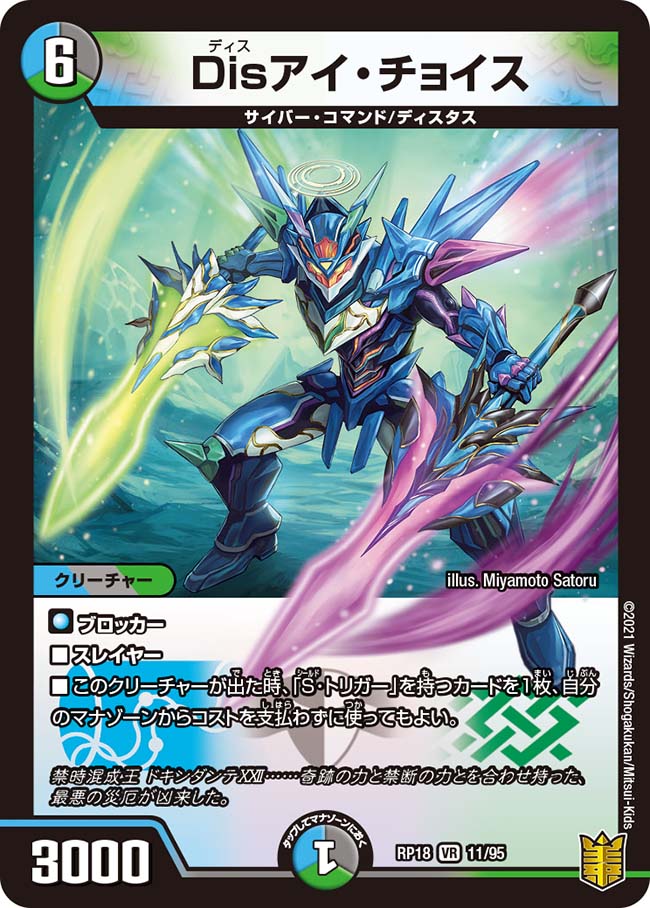 6
ディス
Disアイ・チョイス
サイバー・コマンド/ディスタス
クリーチャー
illus. Miyamoto Satoru
ブロッカー
■スレイヤー
■このクリーチャーが出た時、「S・トリガー」を持つカードを1枚、自分
のマナゾーンからコストを支払わずに使ってもよい。
禁時混成王 ドキンダンテXXII……奇跡の力と禁断の力とを合わせ持った、
最悪の災厄が凶来した。
©2021 Wizards/Shogakukan/Mitsui-Kids
3000
タップしてマナゾーンにおく
1
RP18 VR 11/95